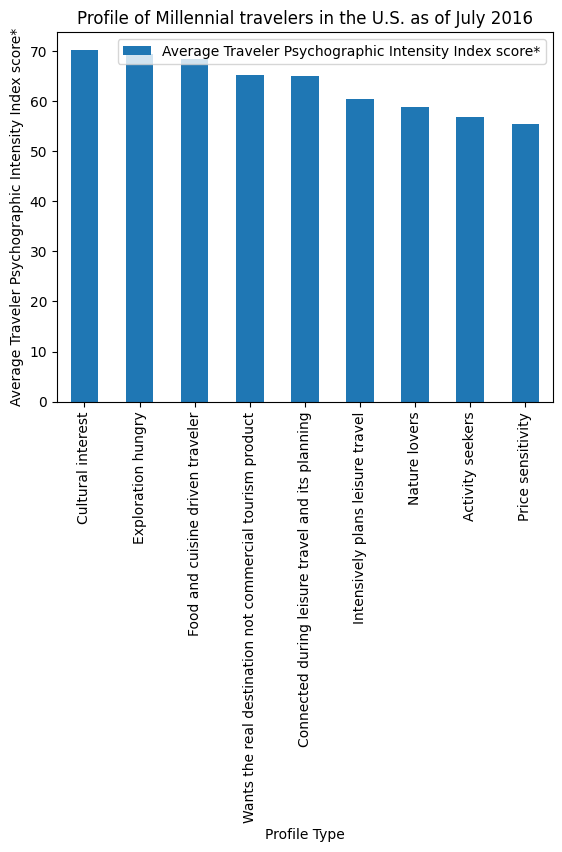 Profile of Millennial travelers in the U.S. as of July 2016
Average Traveler Psychographic Intensity Index score*
Average Traveler Psychographic Intensity Index score*
70
60
50
40
30
20
10
0
Cultural interest
Exploration hungry
Food and cuisine driven traveler
Wants the real destination not commercial tourism product
Connected during leisure travel and its planning
Intensively plans leisure travel
Nature lovers
Activity seekers
Price sensitivity
Profile Type